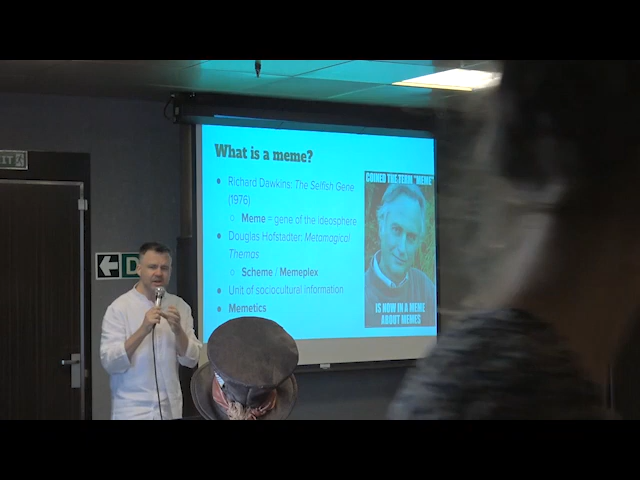 EXIT
D
What is a meme?
● Richard Dawkins: The Selfish Gene
(1976)
○ Meme = gene of the ideosphere
● Douglas Hofstadter: Metamagical
Themas
○ Scheme / Memeplex
● Unit of sociocultural information
● Memetics
COINED THE TERM "MEME"
IS NOW IN A MEME
ABOUT MEMES